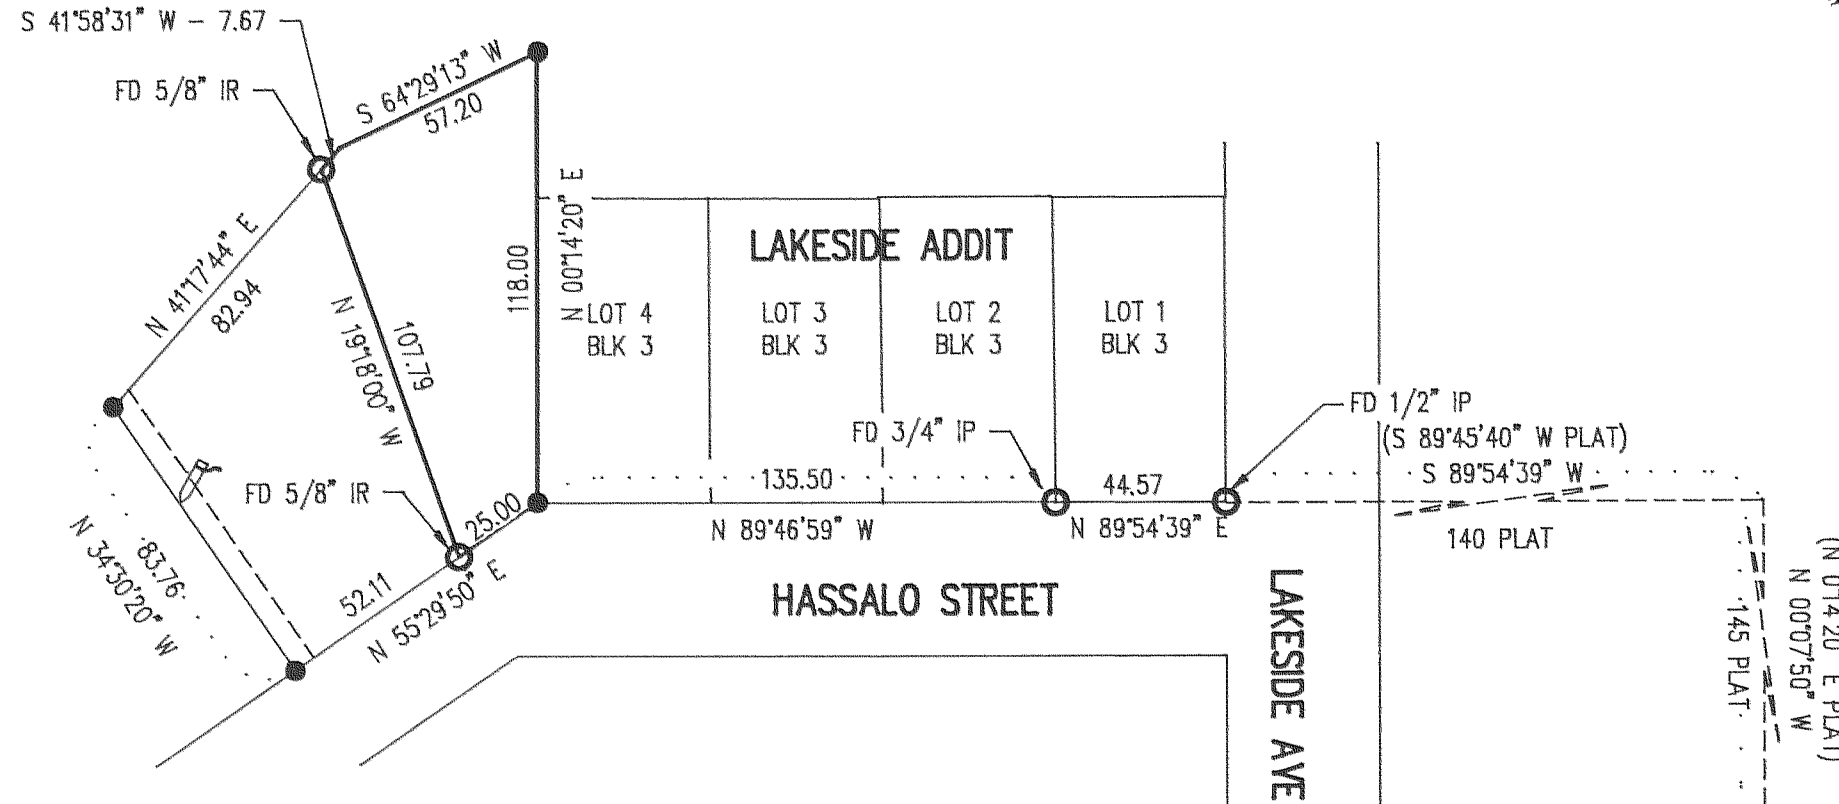 S 41°58'31" W - 7.67
FD 5/8" IR
S 64°29'13" W
57.20
N 41°17'44" E
82.94
118.00
N 00°14'20" E
LAKESIDE ADDIT
LOT 4
BLK 3
LOT 3
BLK 3
LOT 2
BLK 3
LOT 1
BLK 3
107.79
N 19°18'00" W
FD 3/4" IP
FD 1/2" IP
(S 89°45'40" W PLAT)
S 89°54'39" W
140 PLAT
FD 5/8" IR
25.00
135.50
N 89°46'59" W
44.57
N 89°54'39" E
83.76
N 34°30'20" W
52.11
N 55°29'50" E
HASSALO STREET
LAKESIDE AVE
145 PLAT
N 00°07'50" W
E PLAT)